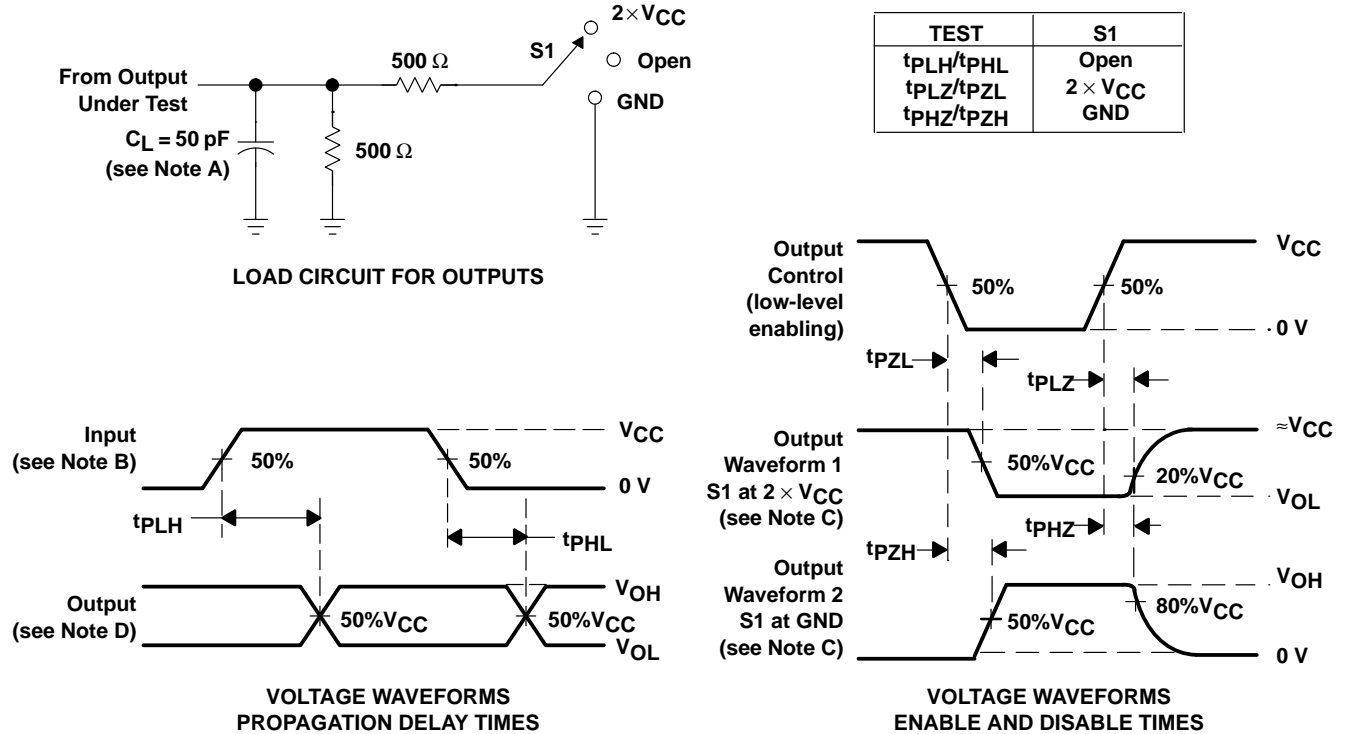 2 × VCC
S1
500 Ω
Open
From Output
Under Test
GND
CL = 50 pF
(see Note A)
500 Ω
LOAD CIRCUIT FOR OUTPUTS
TEST S1
tPLH/tPHL Open
tPLZ/tPZL 2 × VCC
tPHZ/tPZH GND
Input
(see Note B)
50%
50%
VCC
0 V
tPLH
tPHL
Output
(see Note D)
50%VCC
50%VCC
VOH
VOL
VOLTAGE WAVEFORMS
PROPAGATION DELAY TIMES
Output
Control
(low-level
enabling)
50%
50%
VCC
0 V
tPZL
tPLZ
Output
Waveform 1
S1 at 2 × VCC
(see Note C)
50%VCC
20%VCC
≈VCC
VOL
tPZH
tPHZ
Output
Waveform 2
S1 at GND
(see Note C)
50%VCC
80%VCC
VOH
0 V
VOLTAGE WAVEFORMS
ENABLE AND DISABLE TIMES